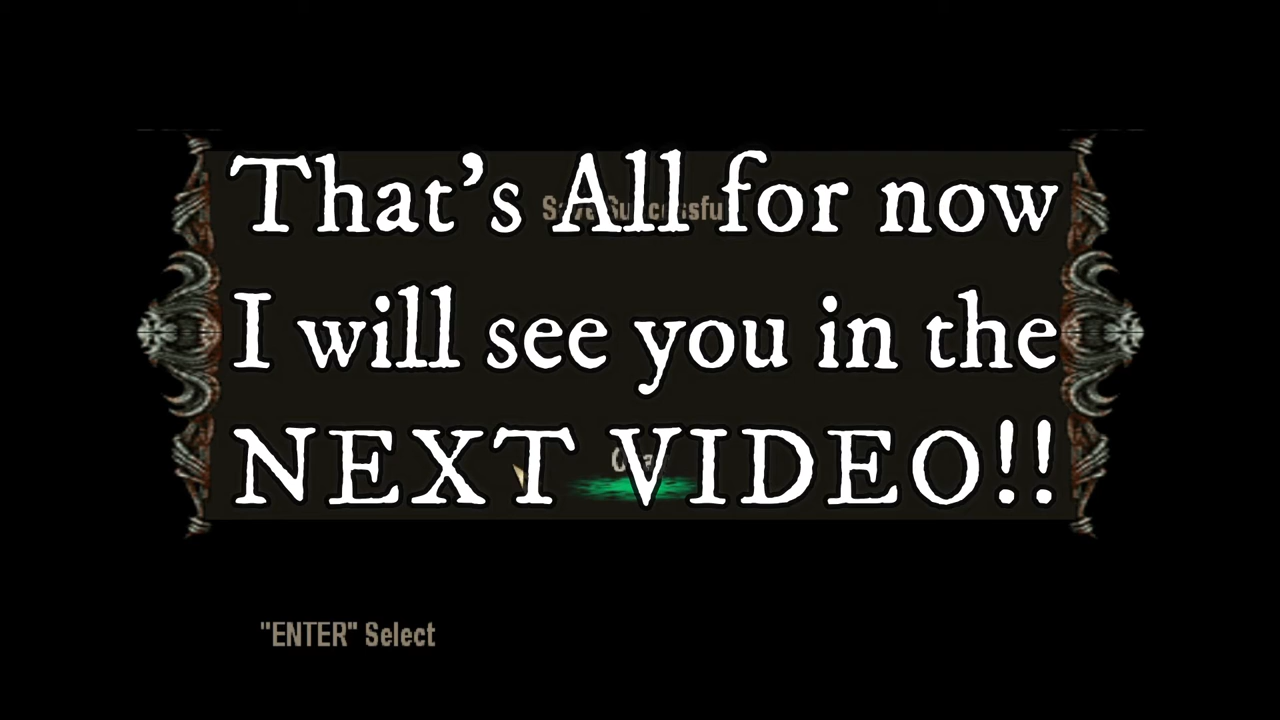 That's All for now
I will see you in the
NEXT VIDEO!!
"ENTER" Select